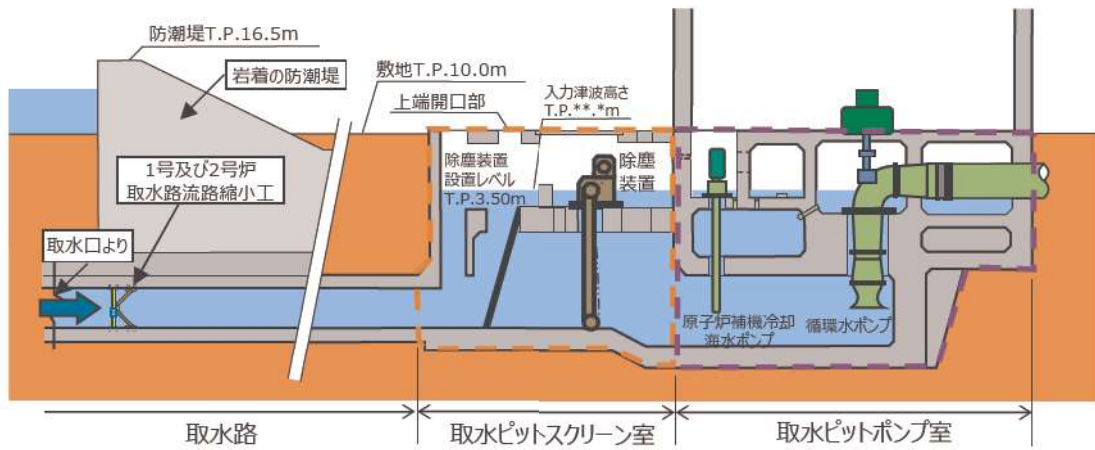 防潮堤T.P.16.5m
岩着の防潮堤
敷地T.P.10.0m
上端開口部
入力津波高さ
T.P.**.*m
1号及び2号炉
取水路流路縮小工
除塵装置
設置レベル
T.P.3.50m
除塵
装置
取水口より
原子炉補機冷却
海水ポンプ
循環水ポンプ
取水路
取水ピットスクリーン室
取水ピットポンプ室